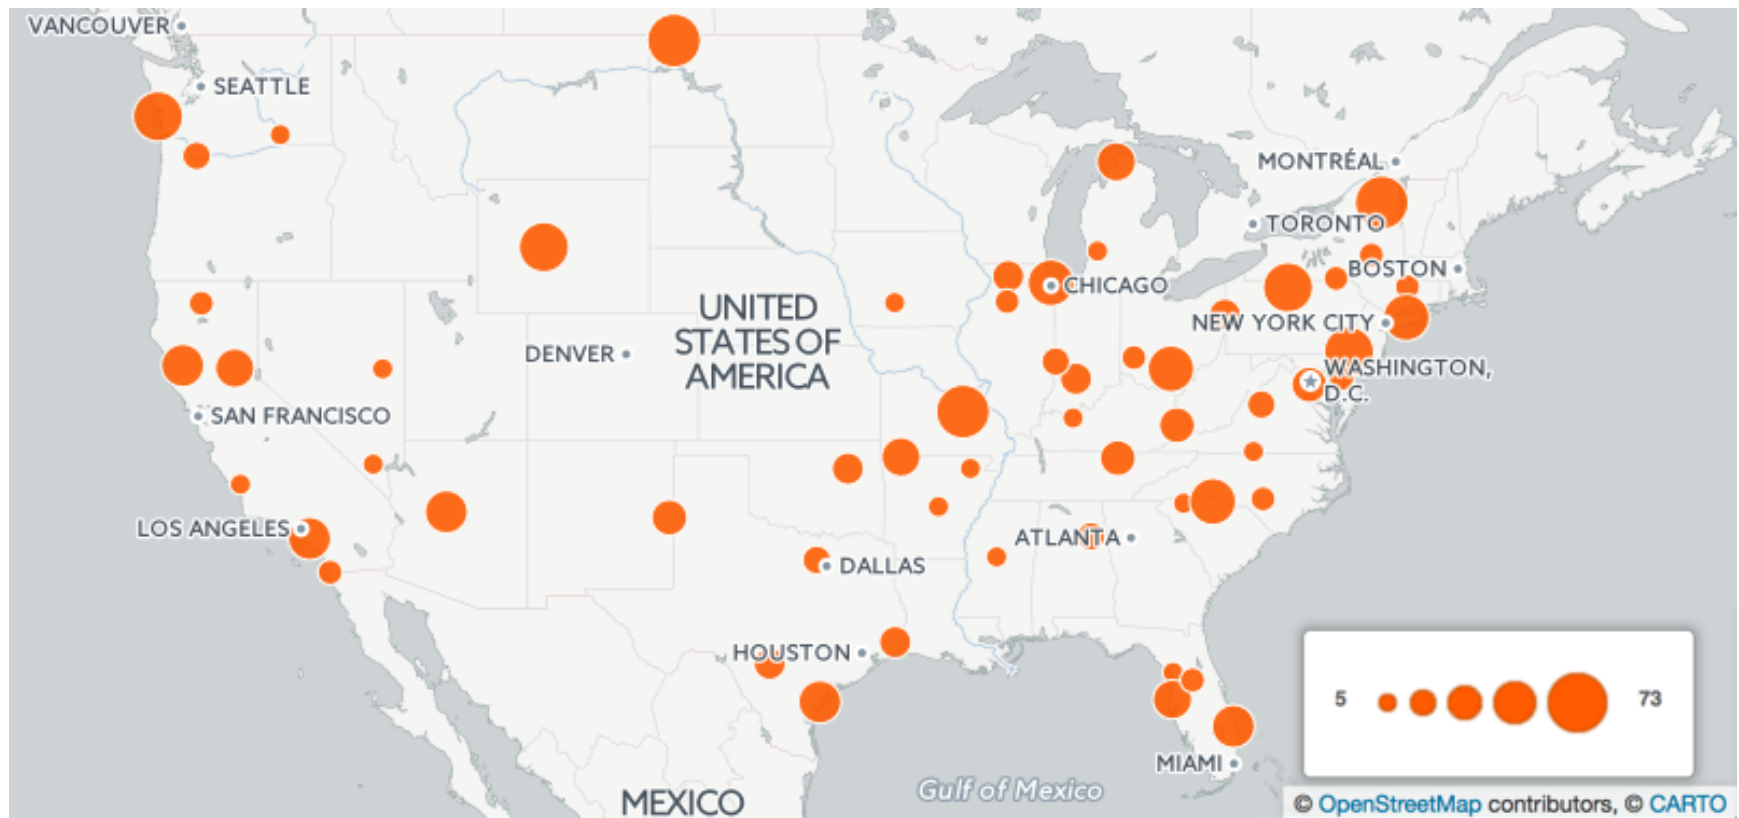 VANCOUVER
SEATTLE
MONTRÉAL
TORONTO
BOSTON
CHICAGO
UNITED
STATES OF
AMERICA
NEW YORK CITY
DENVER
WASHINGTON,
D.C.
SAN FRANCISCO
LOS ANGELES
ATLANTA
DALLAS
HOUSTON
5 73
MIAMI
Gulf of Mexico
MEXICO
© OpenStreetMap contributors, © CARTO